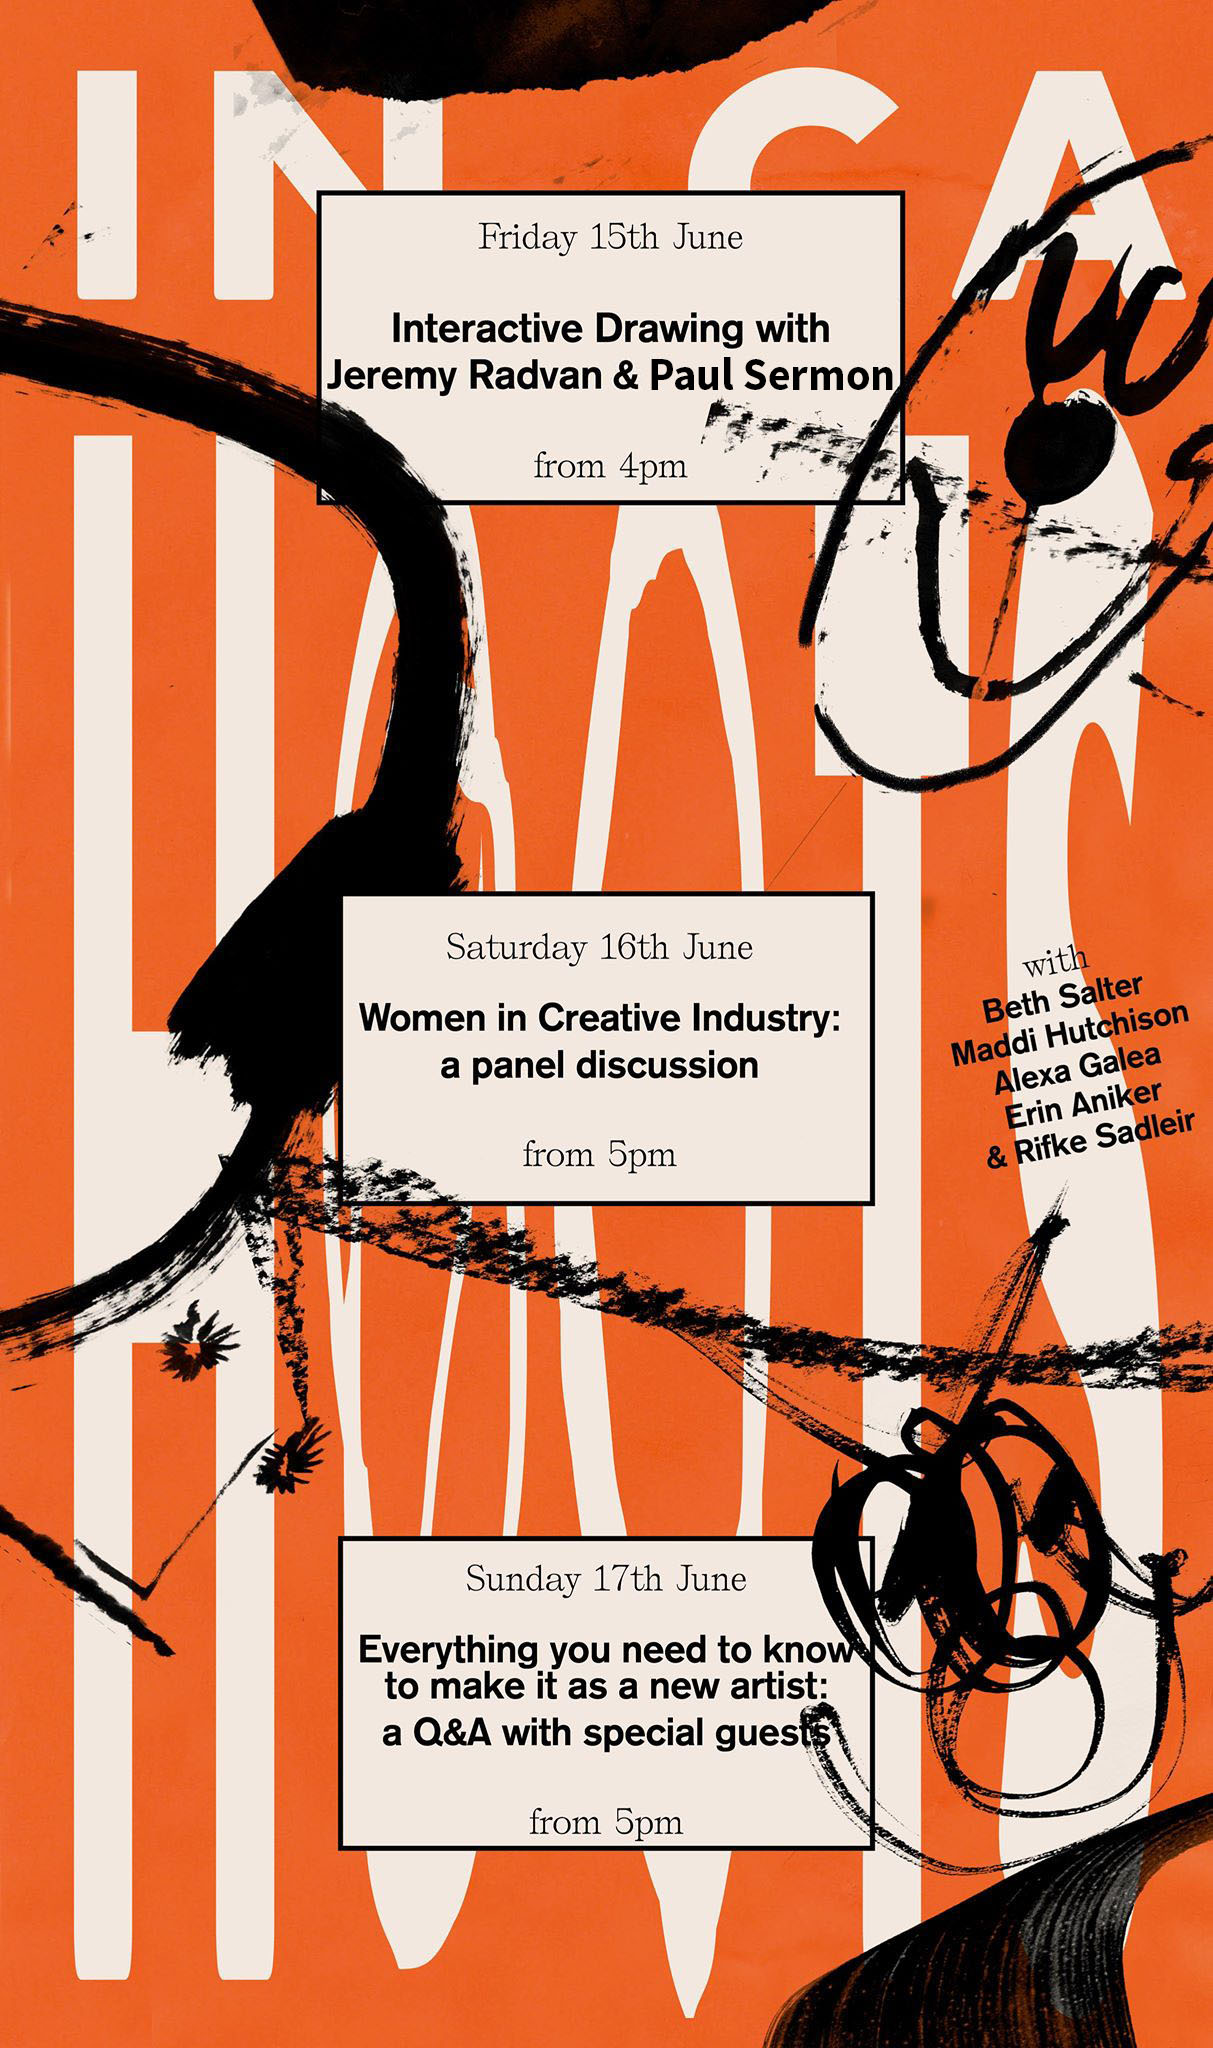 IN CA
Friday 15th June
Interactive Drawing with
Jeremy Radvan & Paul Sermon
from 4pm
Saturday 16th June
Women in Creative Industry:
a panel discussion
from 5pm
with
Beth Salter
Maddi Hutchison
Alexa Galea
Erin Aniker
& Rifke Sadleir
Sunday 17th June
Everything you need to know
to make it as a new artist:
a Q&A with special guests
from 5pm